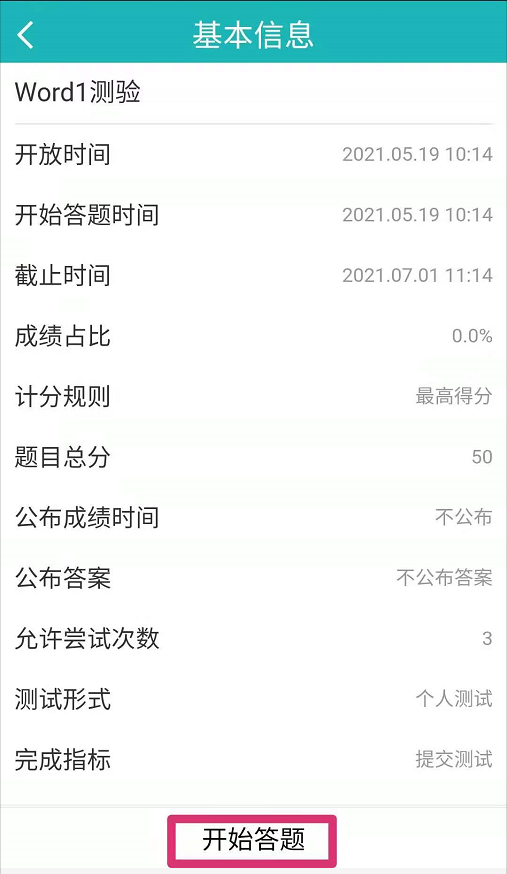 基本信息
Word1测验
开放时间 2021.05.19 10:14
开始答题时间 2021.05.19 10:14
截止时间 2021.07.01 11:14
成绩占比 0.0%
计分规则 最高得分
题目总分 50
公布成绩时间 不公布
公布答案 不公布答案
允许尝试次数 3
测试形式 个人测试
完成指标 提交测试
开始答题